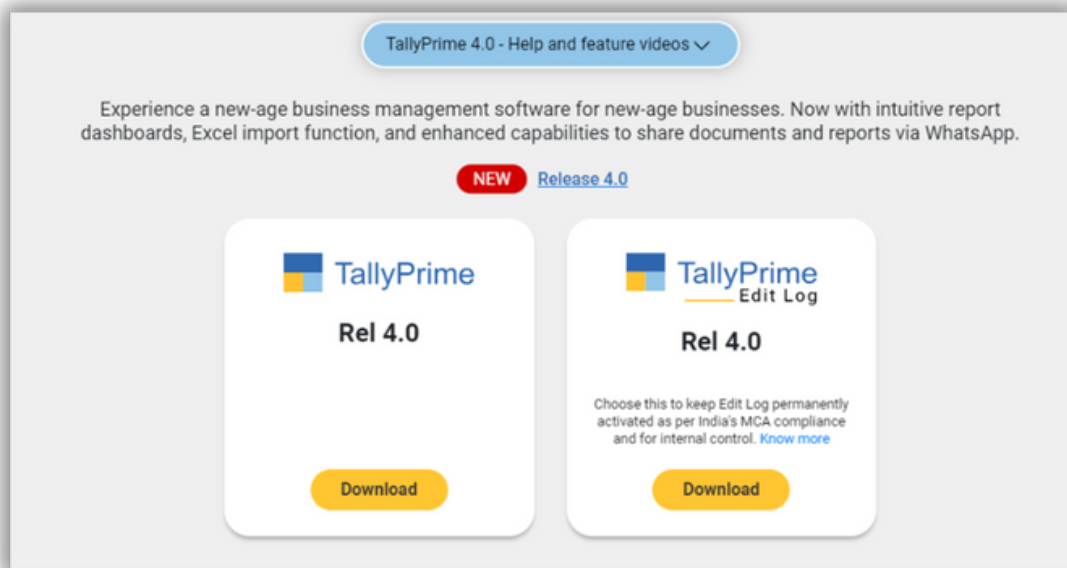 TallyPrime 4.0 - Help and feature videos
Experience a new-age business management software for new-age businesses. Now with intuitive report
dashboards, Excel import function, and enhanced capabilities to share documents and reports via WhatsApp.
NEW Release 4.0
TallyPrime
Rel 4.0
Download
TallyPrime
Edit Log
Rel 4.0
Choose this to keep Edit Log permanently
activated as per India's MCA compliance
and for internal control. Know more
Download